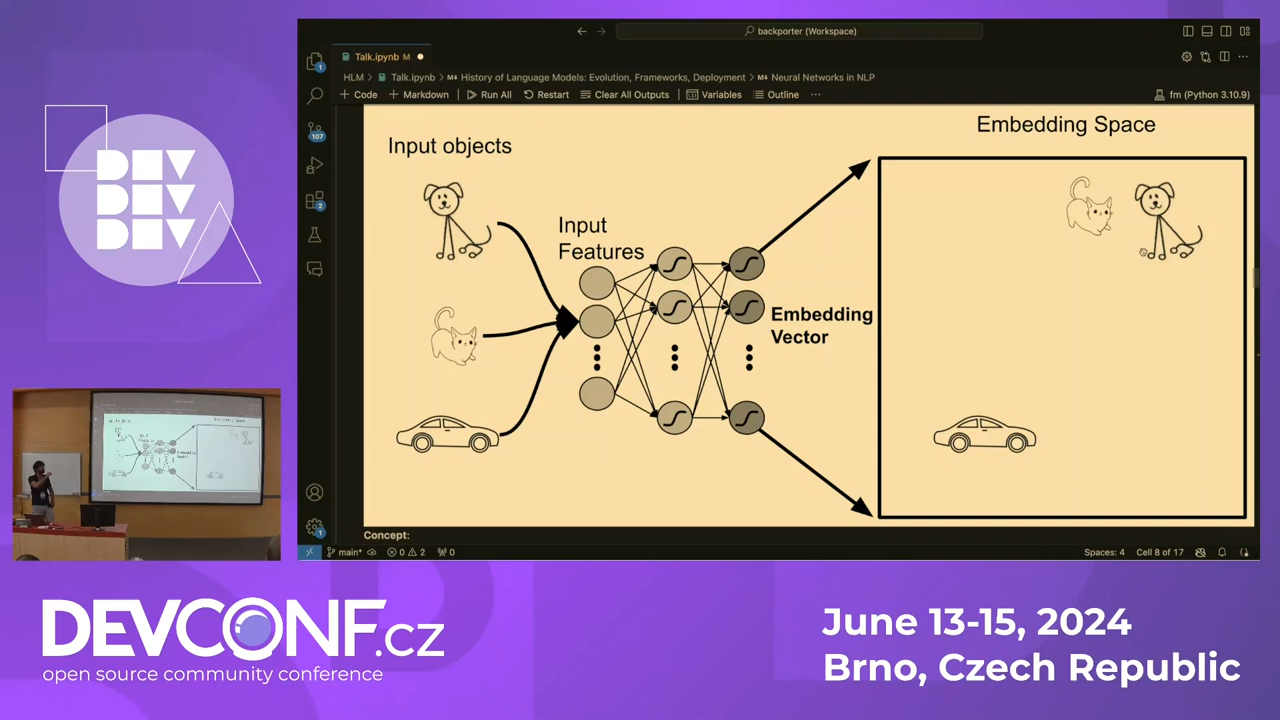 DEV
DEV
DEV
backporter (Workspace)
Talk.ipynb M
HLM > Talk.ipynb > M↓ History of Language Models: Evolution, Frameworks, Deployment > M↓ Neural Networks in NLP
+ Code + Markdown Run All Restart Clear All Outputs Variables Outline ... fm (Python 3.10.9)
1
107
2
1
Input objects
Embedding Space
Input
Features
Embedding
Vector
Concept:
main* 0 2 0 Spaces: 4 Cell 8 of 17
DEVCONF.cz
open source community conference
June 13-15, 2024
Brno, Czech Republic